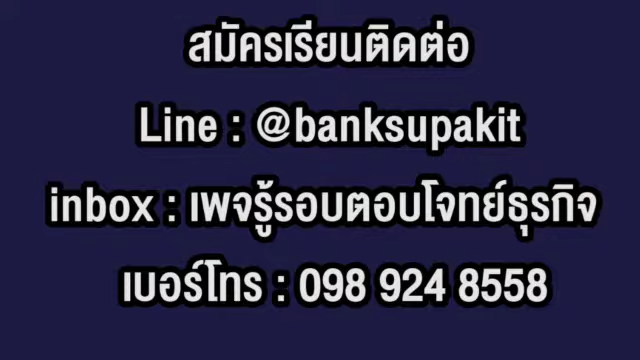 สมัครเรียนติดต่อ
Line : @banksupakit
inbox : เพจรู้รอบตอบโจทย์ธุรกิจ
เบอร์โทร : 098 924 8558